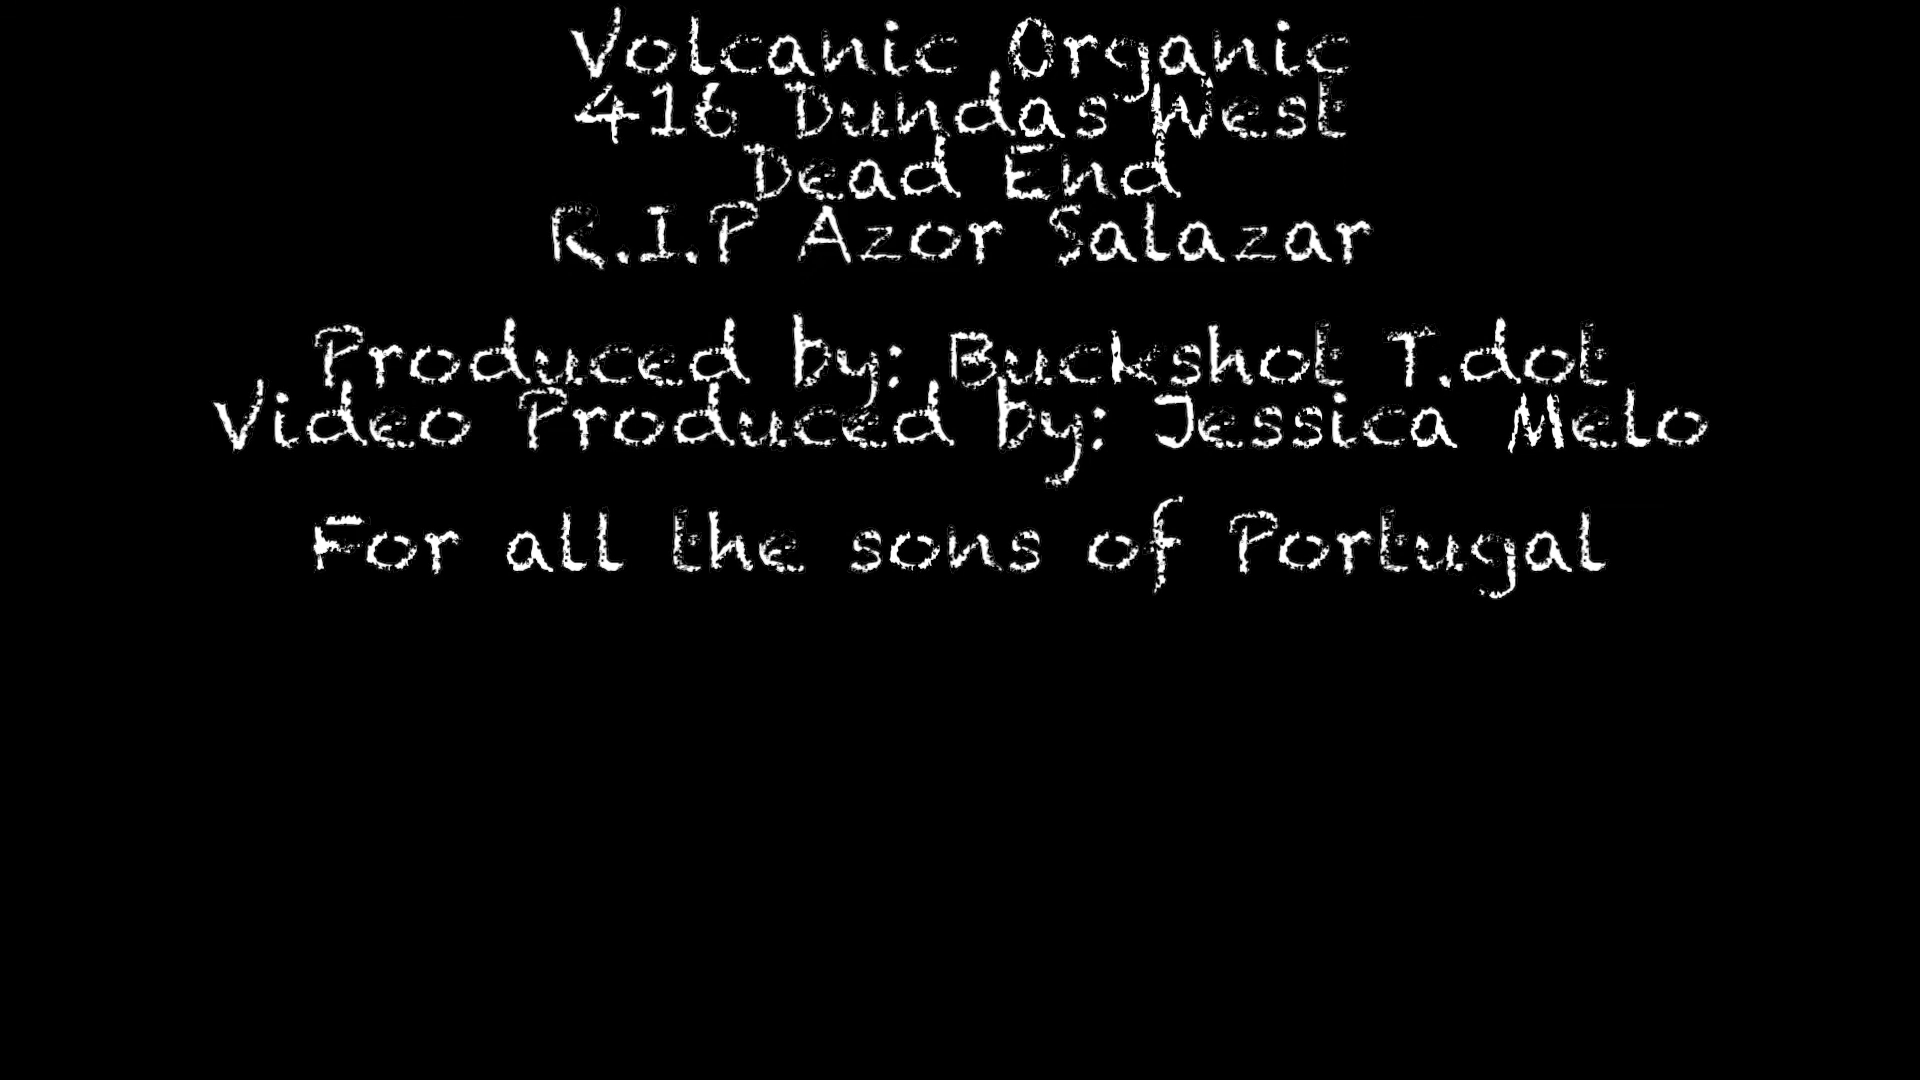 Volcanic Organic
416 Dundas West
Dead End
R.I.P Azor Salazar
Produced by: Buckshot T.dot
Video Produced by: Jessica Melo
For all the sons of Portugal